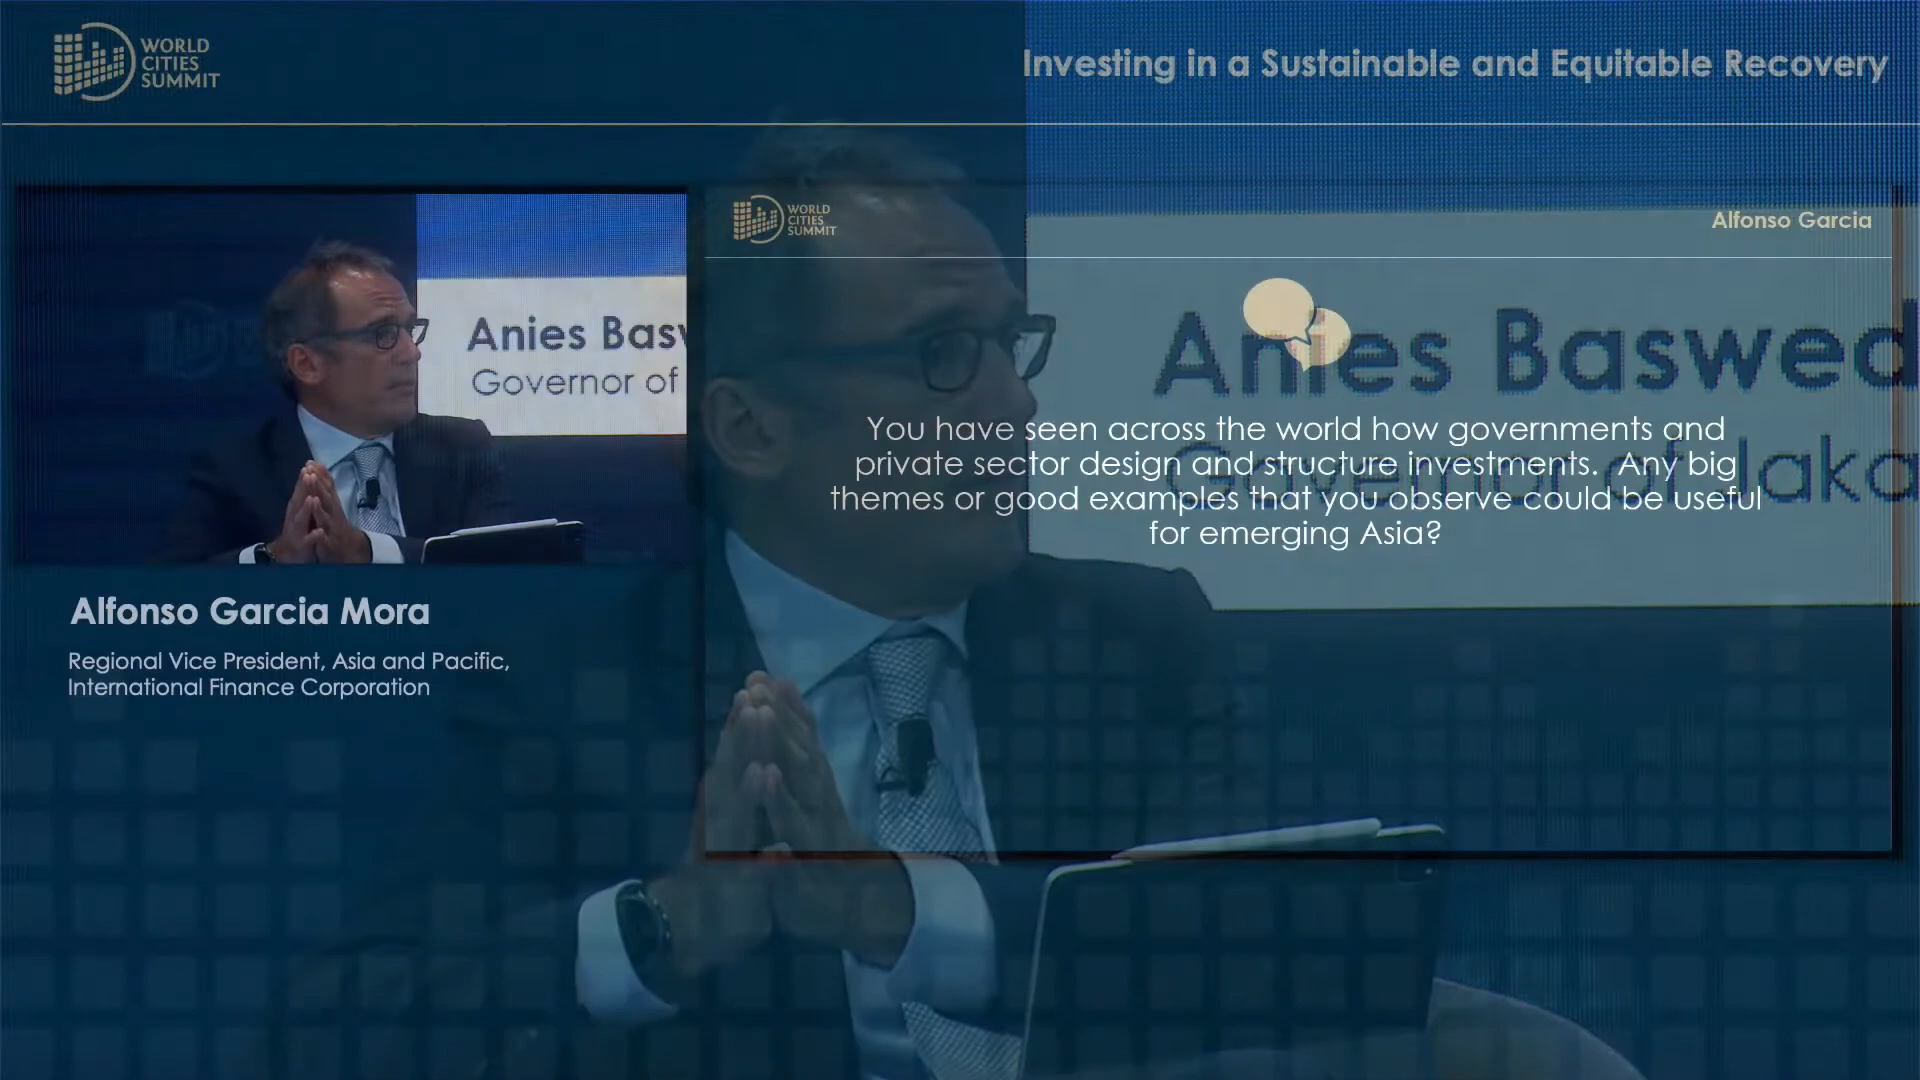 WORLD
CITIES
SUMMIT
Investing in a Sustainable and Equitable Recovery
Anies Basw
Governor of
Alfonso Garcia Mora
Regional Vice President, Asia and Pacific,
International Finance Corporation
WORLD
CITIES
SUMMIT
Alfonso Garcia
You have seen across the world how governments and
private sector design and structure investments. Any big
themes or good examples that you observe could be useful
for emerging Asia?
Anies Baswed
Governor of Jaka